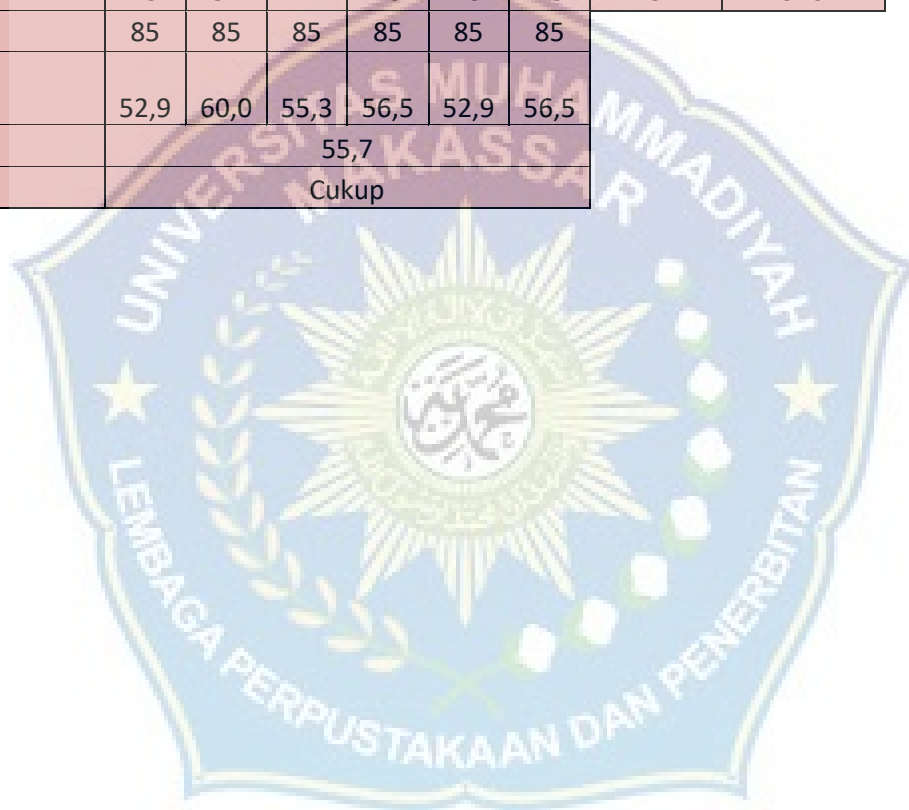 85 85 85 85 85 85
52,9 60,0 55,3 56,5 52,9 56,5
55,7
Cukup
UNIVERSITAS MUHAMMADIYAH
MAKASSAR
محمدية
LEMBAGA PERPUSTAKAAN DAN PENERBITAN